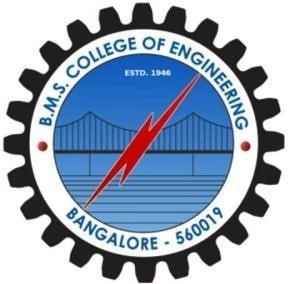 B.M.S. COLLEGE OF ENGINEERING
ESTD. 1946
BANGALORE - 560019